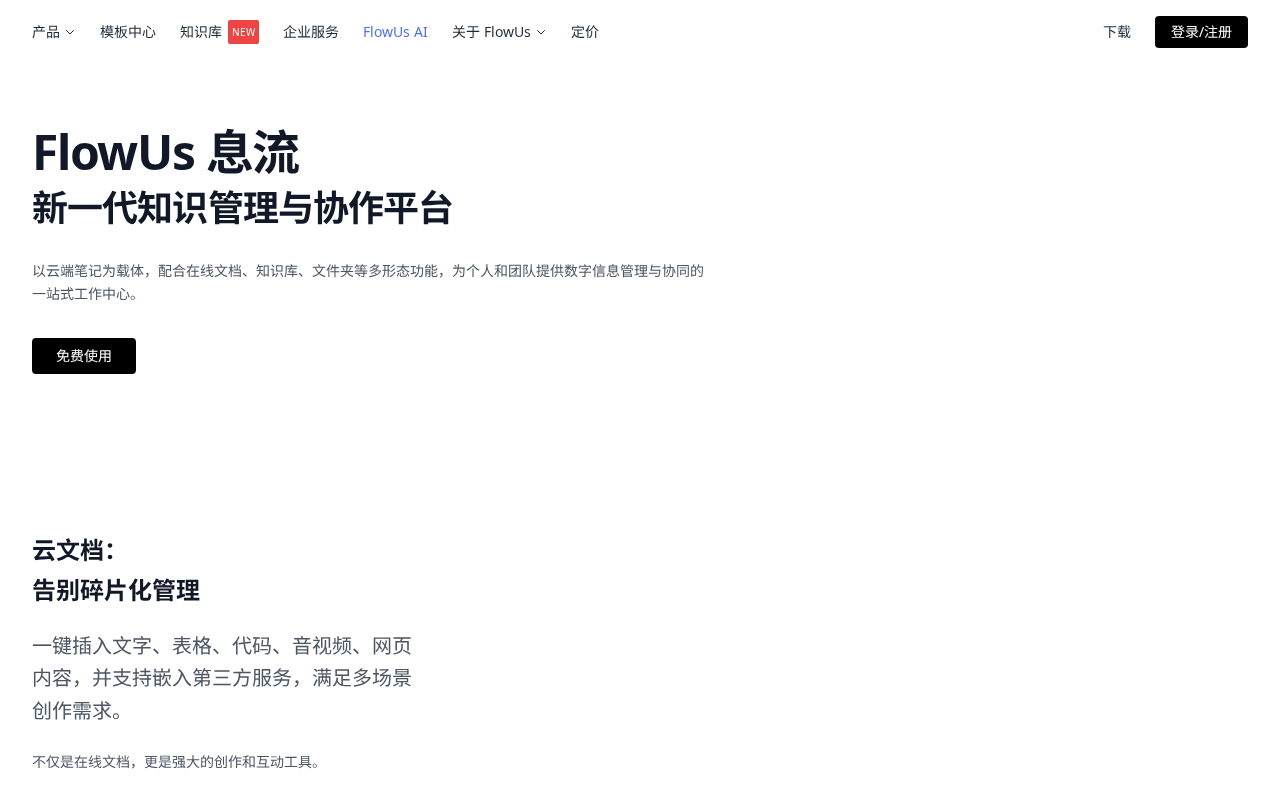 产品 模板中心 知识库 NEW 企业服务 FlowUs AI 关于 FlowUs 定价 下载 登录/注册
FlowUs 息流
新一代知识管理与协作平台
以云端笔记为载体，配合在线文档、知识库、文件夹等多形态功能，为个人和团队提供数字信息管理与协同的
一站式工作中心。
免费使用
云文档：
告别碎片化管理
一键插入文字、表格、代码、音视频、网页
内容，并支持嵌入第三方服务，满足多场景
创作需求。
不仅是在线文档，更是强大的创作和互动工具。